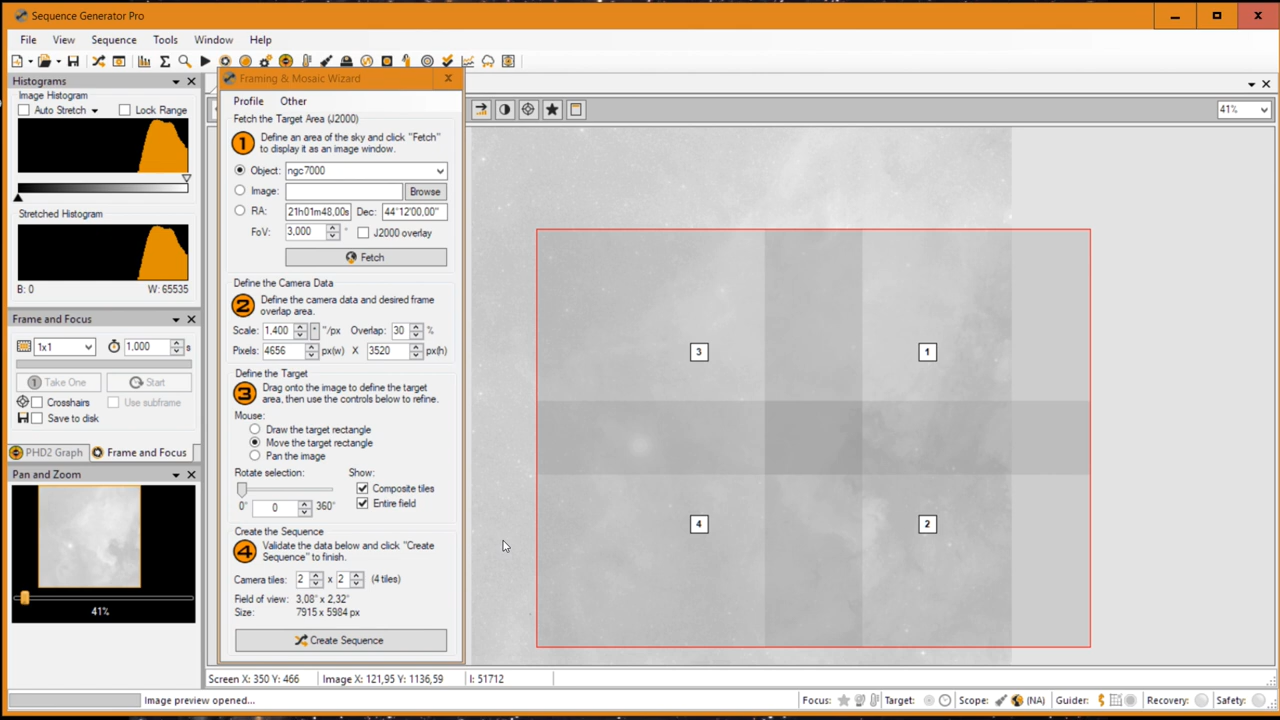 Sequence Generator Pro
File View Sequence Tools Window Help
Histograms
Image Histogram
Auto Stretch Lock Range
Stretched Histogram
B: 0 W: 65535
Frame and Focus
1x1 1.000 s
1 Take One Start
Crosshairs Use subframe
Save to disk
PHD2 Graph Frame and Focus
Pan and Zoom
41%
Framing & Mosaic Wizard
Profile Other
Fetch the Target Area (J2000)
1 Define an area of the sky and click "Fetch"
to display it as an image window.
Object: ngc7000
Image: Browse
RA: 21h01m48,00s Dec: 44°12'00,00"
FoV: 3,000 ° J2000 overlay
Fetch
Define the Camera Data
2 Define the camera data and desired frame
overlap area.
Scale: 1,400 * "/px Overlap: 30 %
Pixels: 4656 px(w) X 3520 px(h)
Define the Target
3 Drag onto the image to define the target
area, then use the controls below to refine.
Mouse:
Draw the target rectangle
Move the target rectangle
Pan the image
Rotate selection: Show:
Composite tiles
0° 0 360° Entire field
Create the Sequence
4 Validate the data below and click "Create
Sequence" to finish.
Camera tiles: 2 x 2 (4 tiles)
Field of view: 3,08° x 2,32°
Size: 7915 x 5984 px
Create Sequence
41%
3 1
4 2
Screen X: 350 Y: 466 Image X: 121,95 Y: 1136,59 I: 51712
Image preview opened... Focus: Target: Scope: (NA) Guider: Recovery: Safety: